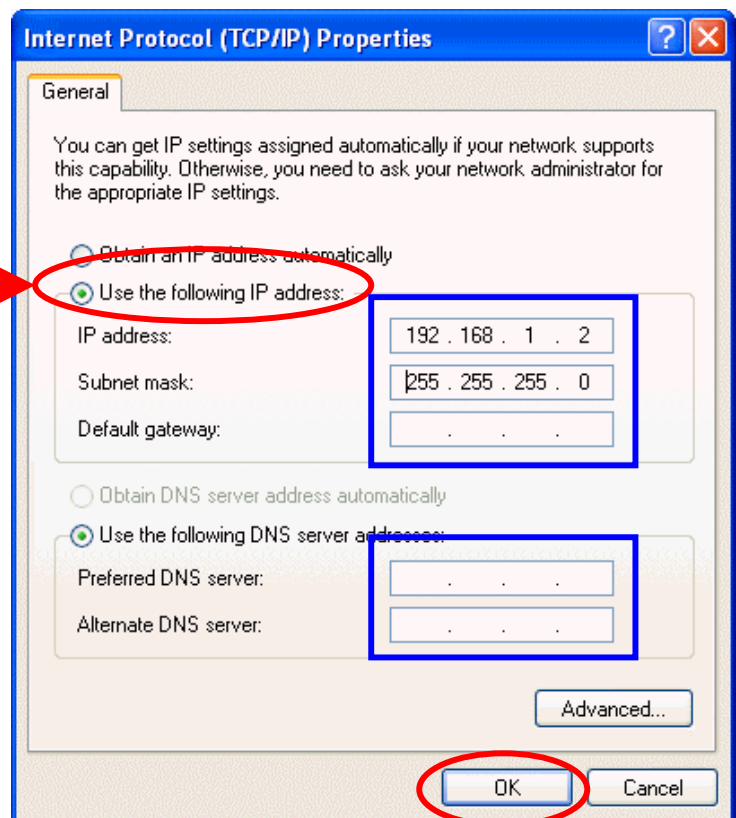 Internet Protocol (TCP/IP) Properties
General
You can get IP settings assigned automatically if your network supports
this capability. Otherwise, you need to ask your network administrator for
the appropriate IP settings.
Obtain an IP address automatically
Use the following IP address:
IP address: 192 . 168 . 1 . 2
Subnet mask: 255 . 255 . 255 . 0
Default gateway: . . .
Obtain DNS server address automatically
Use the following DNS server addresses:
Preferred DNS server: . . .
Alternate DNS server: . . .
Advanced...
OK Cancel